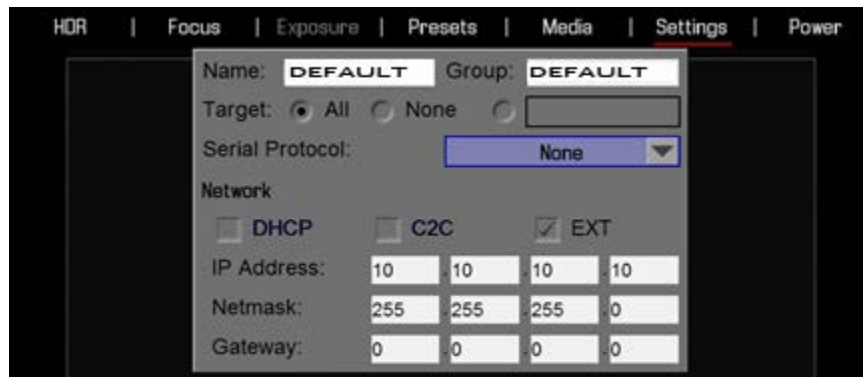 HDR | Focus | Exposure | Presets | Media | Settings | Power
Name: DEFAULT Group: DEFAULT
Target: All None
Serial Protocol: None
Network
DHCP C2C EXT
IP Address: 10 .10 .10 .10
Netmask: 255 .255 .255 .0
Gateway: 0 .0 .0 .0